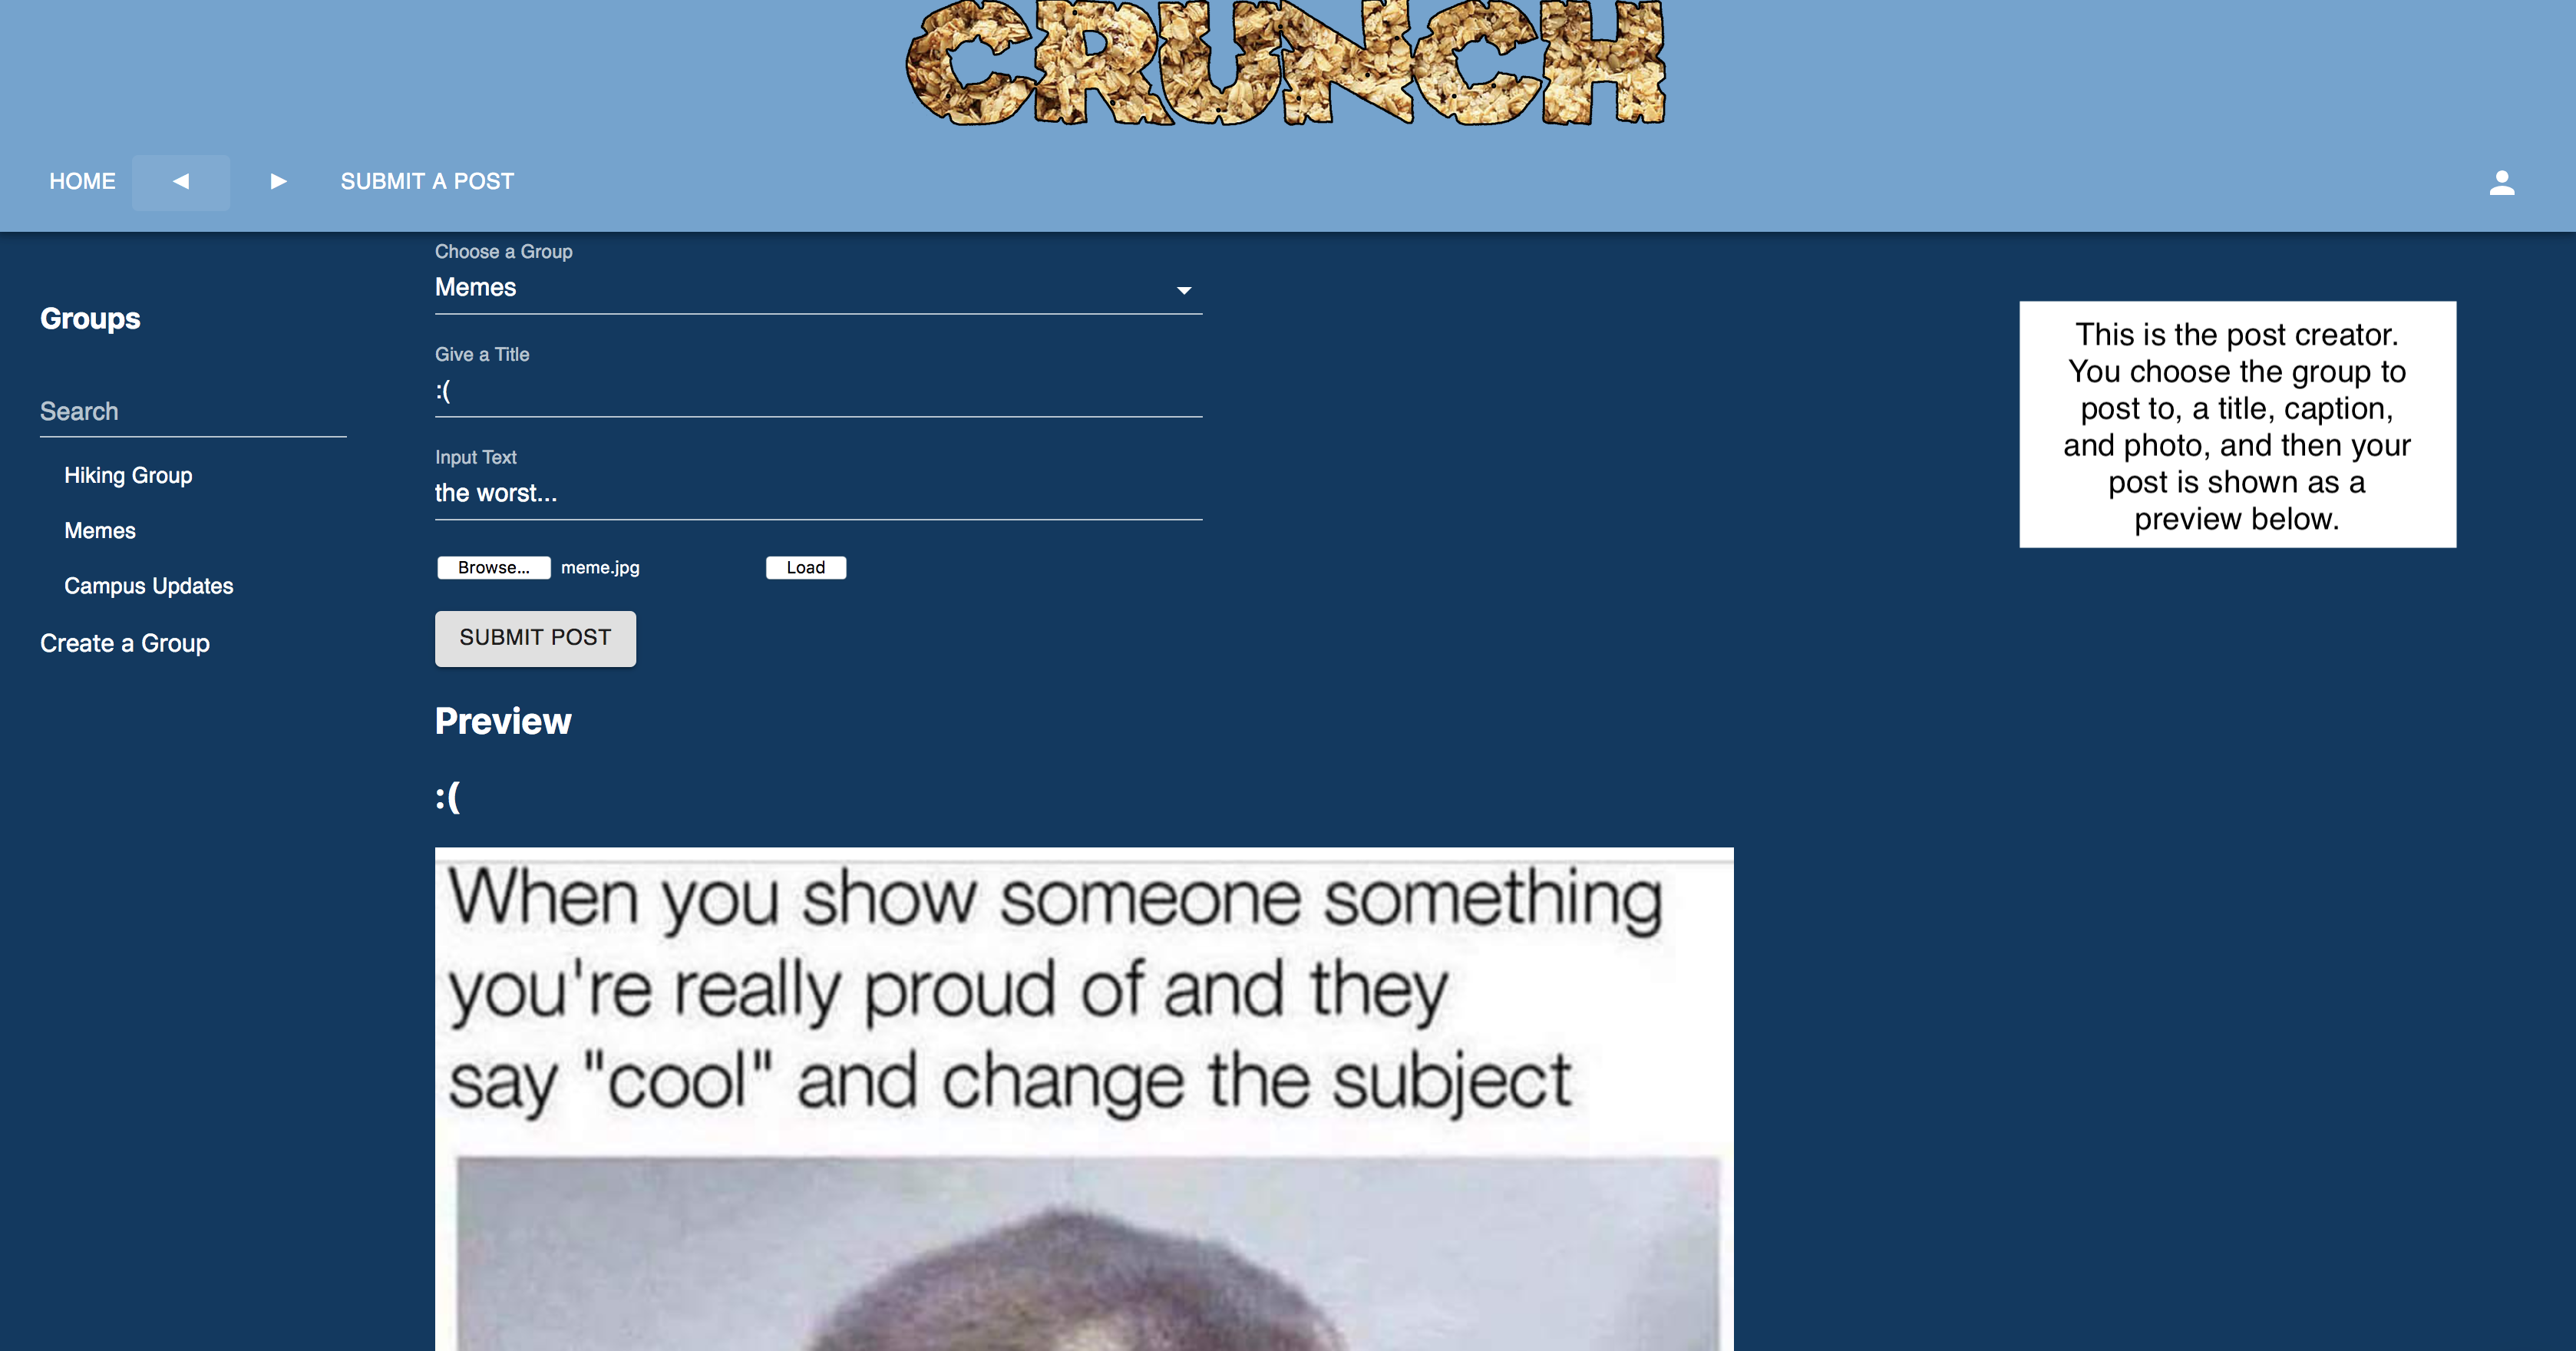 CRUNCH
HOME ◀ ▶ SUBMIT A POST
Groups
Search
Hiking Group
Memes
Campus Updates
Create a Group
Choose a Group
Memes
Give a Title
:(
Input Text
the worst...
Browse... meme.jpg Load
SUBMIT POST
Preview
:(
When you show someone something
you're really proud of and they
say "cool" and change the subject
This is the post creator.
You choose the group to
post to, a title, caption,
and photo, and then your
post is shown as a
preview below.